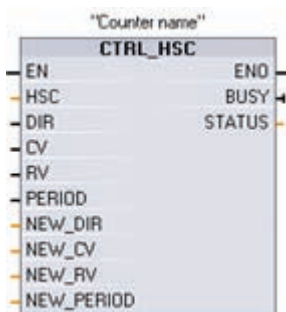 "Counter name"
CTRL_HSC
EN ENO
HSC BUSY
DIR STATUS
CV
RV
PERIOD
NEW_DIR
NEW_CV
NEW_RV
NEW_PERIOD